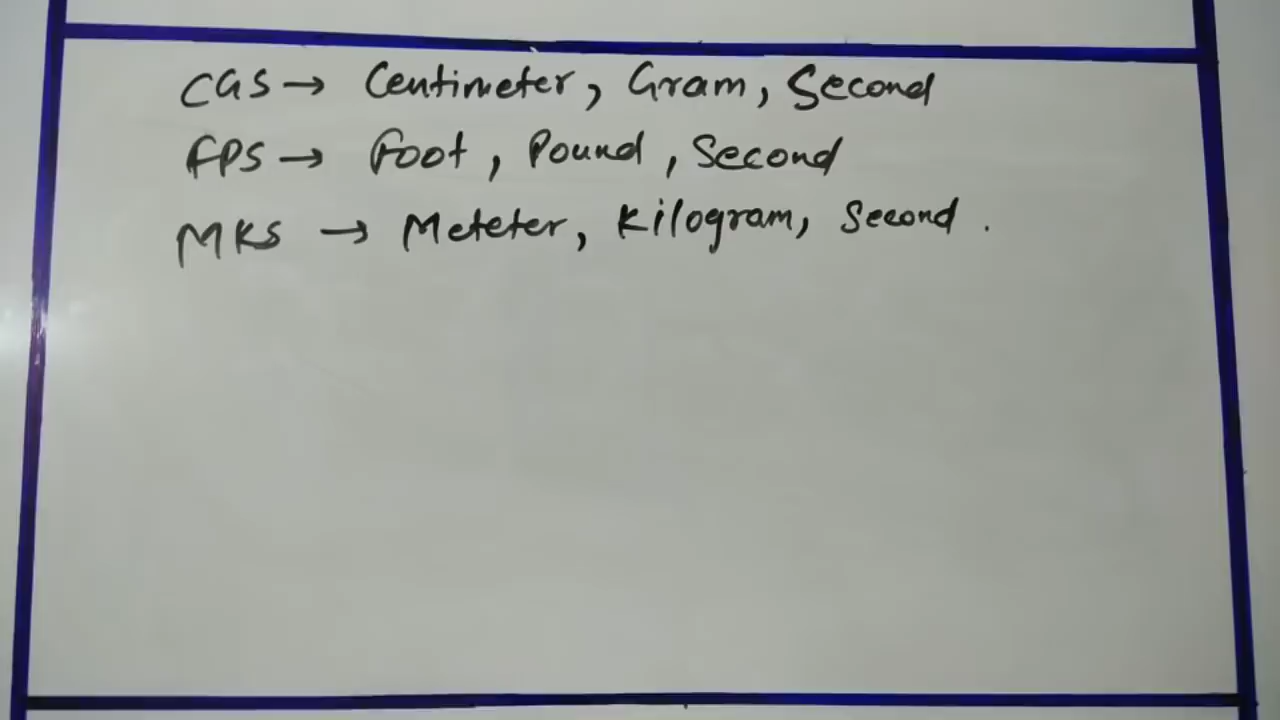 CGS → Centimeter, Gram, Second
FPS → Foot, Pound, Second
MKS → Meteter, Kilogram, Second.